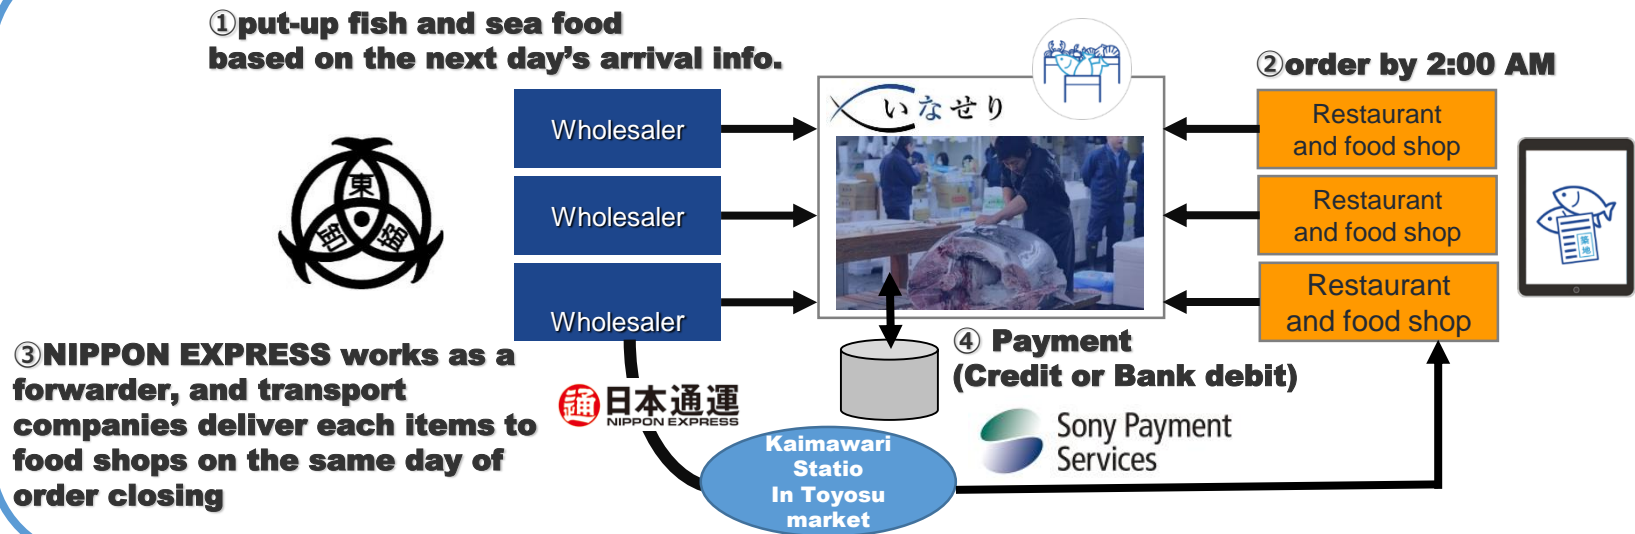 ①put-up fish and sea food
based on the next day's arrival info.
②order by 2:00 AM
Wholesaler
Wholesaler
Wholesaler
いなせり
Restaurant
and food shop
Restaurant
and food shop
Restaurant
and food shop
東
築
地
③NIPPON EXPRESS works as a
forwarder, and transport
companies deliver each items to
food shops on the same day of
order closing
通 日本通運
NIPPON EXPRESS
④ Payment
(Credit or Bank debit)
Sony Payment
Services
Kaimawari
Statio
In Toyosu
market